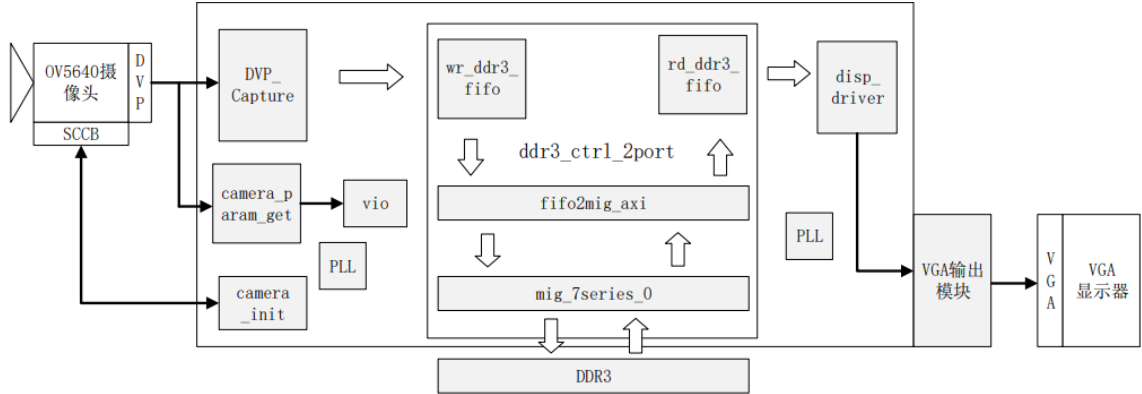 OV5640摄
像头
D
V
P
SCCB
DVP_
Capture
wr_ddr3_
fifo
rd_ddr3_
fifo
disp_
driver
ddr3_ctrl_2port
camera_p
aram_get
vio
fifo2mig_axi
PLL
PLL
camera
_init
mig_7series_0
VGA输出
模块
V
G
A
VGA
显示器
DDR3